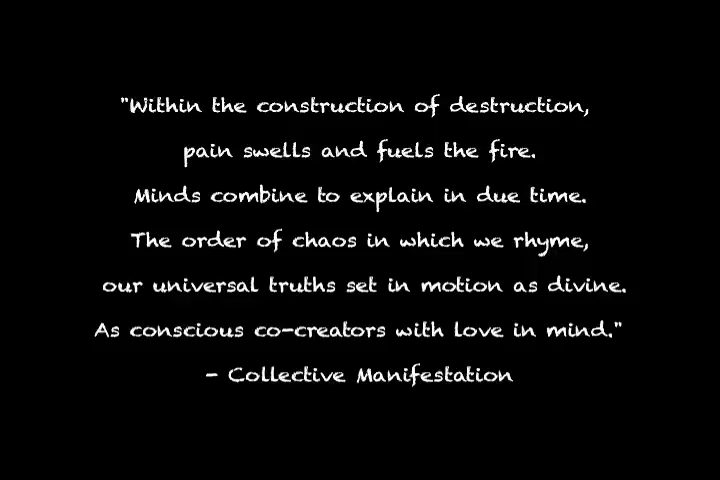 "Within the construction of destruction,
pain swells and fuels the fire.
Minds combine to explain in due time.
The order of chaos in which we rhyme,
our universal truths set in motion as divine.
As conscious co-creators with love in mind."
- Collective Manifestation